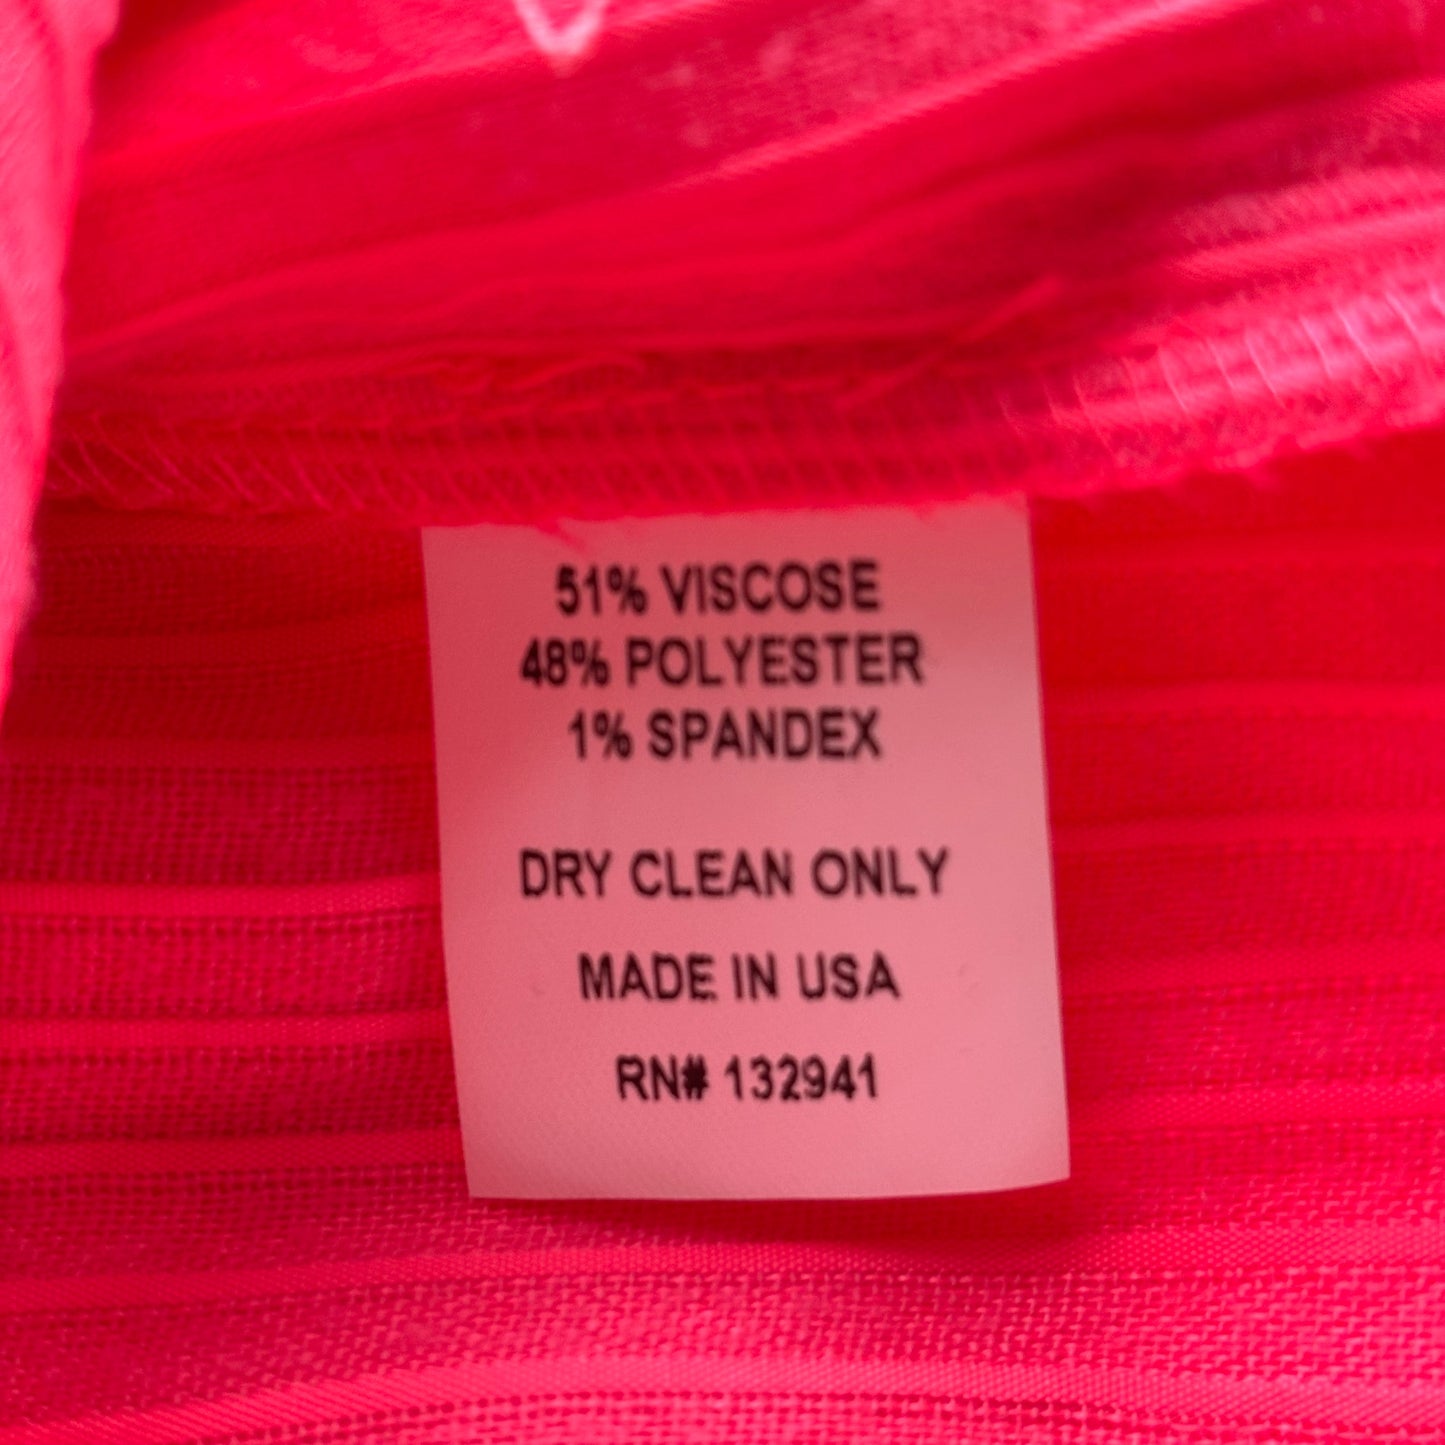 51% VISCOSE
48% POLYESTER
1% SPANDEX
DRY CLEAN ONLY
MADE IN USA
RN# 132941